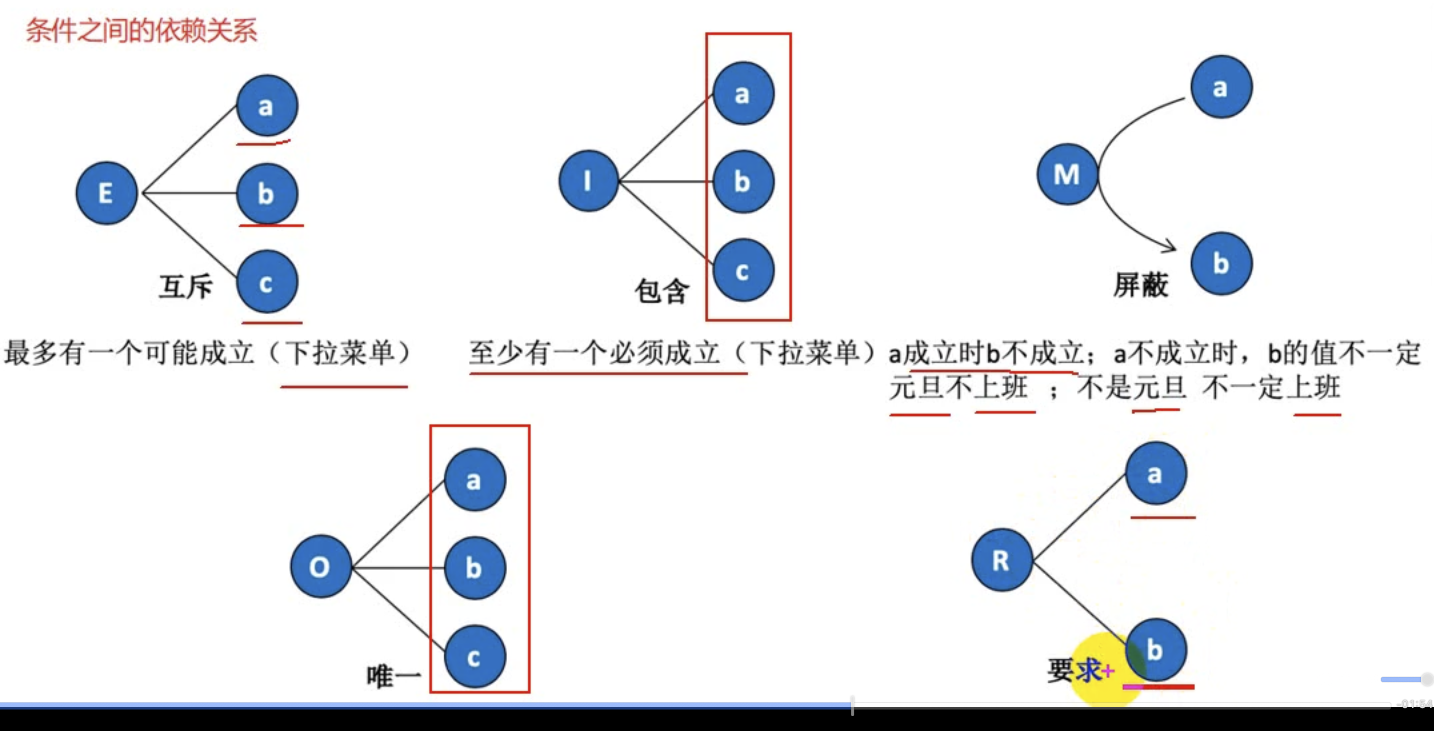 条件之间的依赖关系
E
a
b
c
互斥
最多有一个可能成立（下拉菜单）
I
a
b
c
包含
至少有一个必须成立（下拉菜单）
M
a
b
屏蔽
a成立时b不成立；a不成立时，b的值不一定
元旦不上班 ；不是元旦 不一定上班
O
a
b
c
唯一
R
a
b
要求